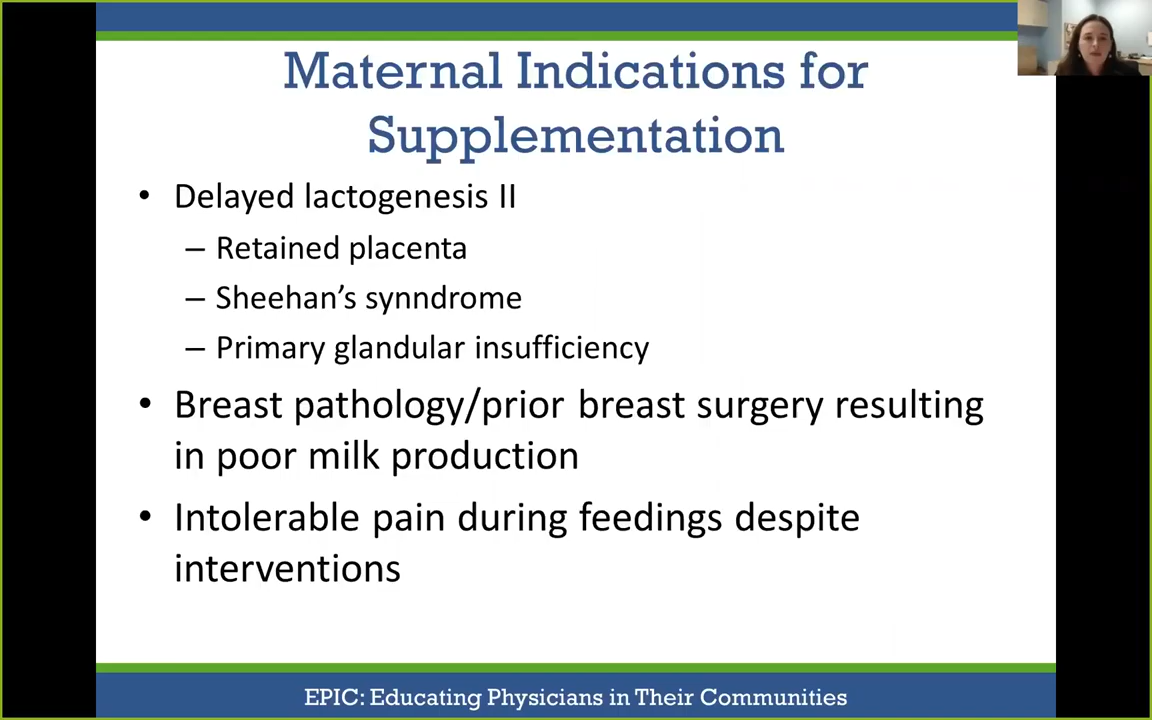 Maternal Indications for
Supplementation
• Delayed lactogenesis II
– Retained placenta
– Sheehan's synndrome
– Primary glandular insufficiency
• Breast pathology/prior breast surgery resulting
in poor milk production
• Intolerable pain during feedings despite
interventions
EPIC: Educating Physicians in Their Communities